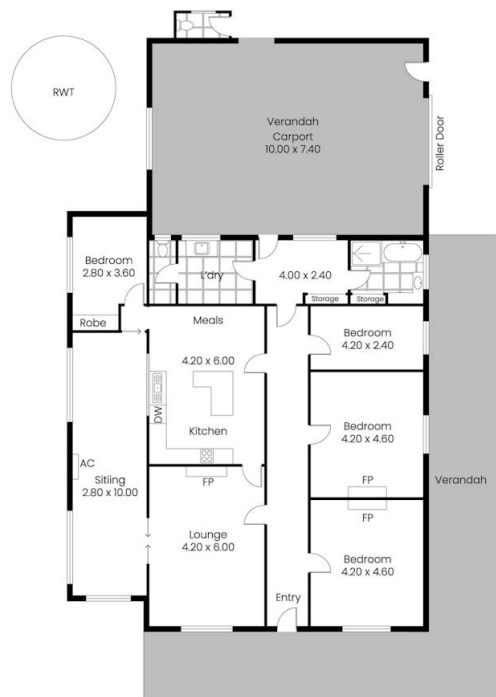 RWT
Verandah
Carport
10.00 x 7.40
Roller Door
Bedroom
2.80 x 3.60
L'dry
4.00 x 2.40
Storage
Storage
Robe
Meals
4.20 x 6.00
Kitchen
DW
Bedroom
4.20 x 2.40
Bedroom
4.20 x 4.60
FP
AC
Sitiing
2.80 x 10.00
FP
Lounge
4.20 x 6.00
FP
Bedroom
4.20 x 4.60
Verandah
Entry